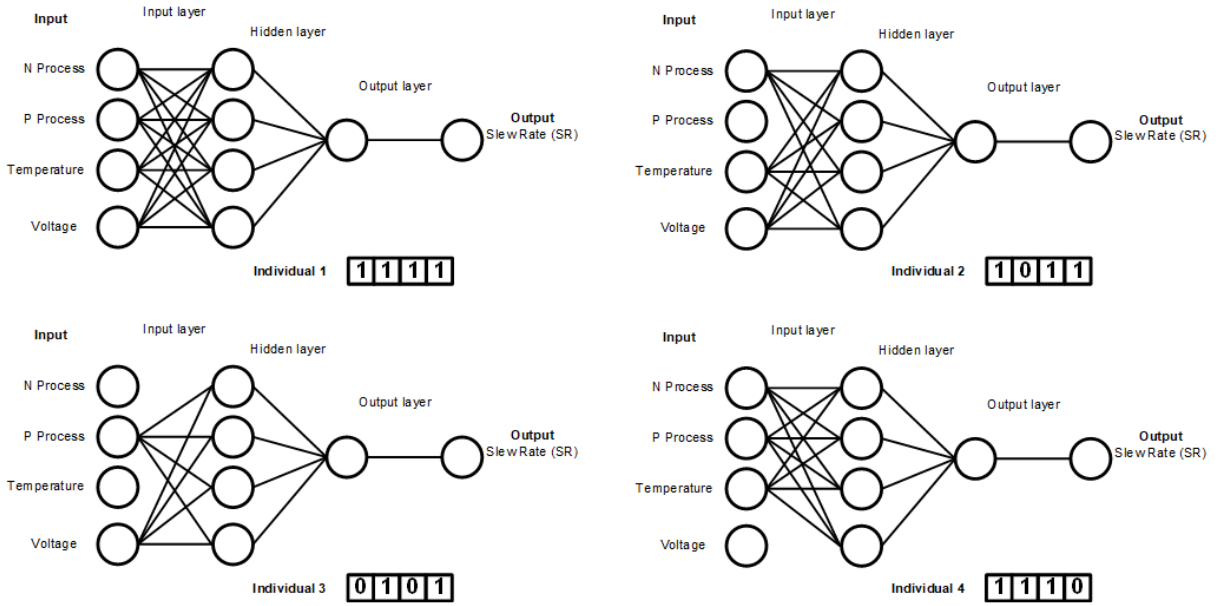 Input
Input layer
Hidden layer
N Process
P Process
Temperature
Voltage
Output layer
Output
Slew Rate (SR)
Individual 1
1 1 1 1
Input
Input layer
Hidden layer
N Process
P Process
Temperature
Voltage
Output layer
Output
Slew Rate (SR)
Individual 2
1 0 1 1
Input
Input layer
Hidden layer
N Process
P Process
Temperature
Voltage
Output layer
Output
Slew Rate (SR)
Individual 3
0 1 0 1
Input
Input layer
Hidden layer
N Process
P Process
Temperature
Voltage
Output layer
Output
Slew Rate (SR)
Individual 4
1 1 1 0